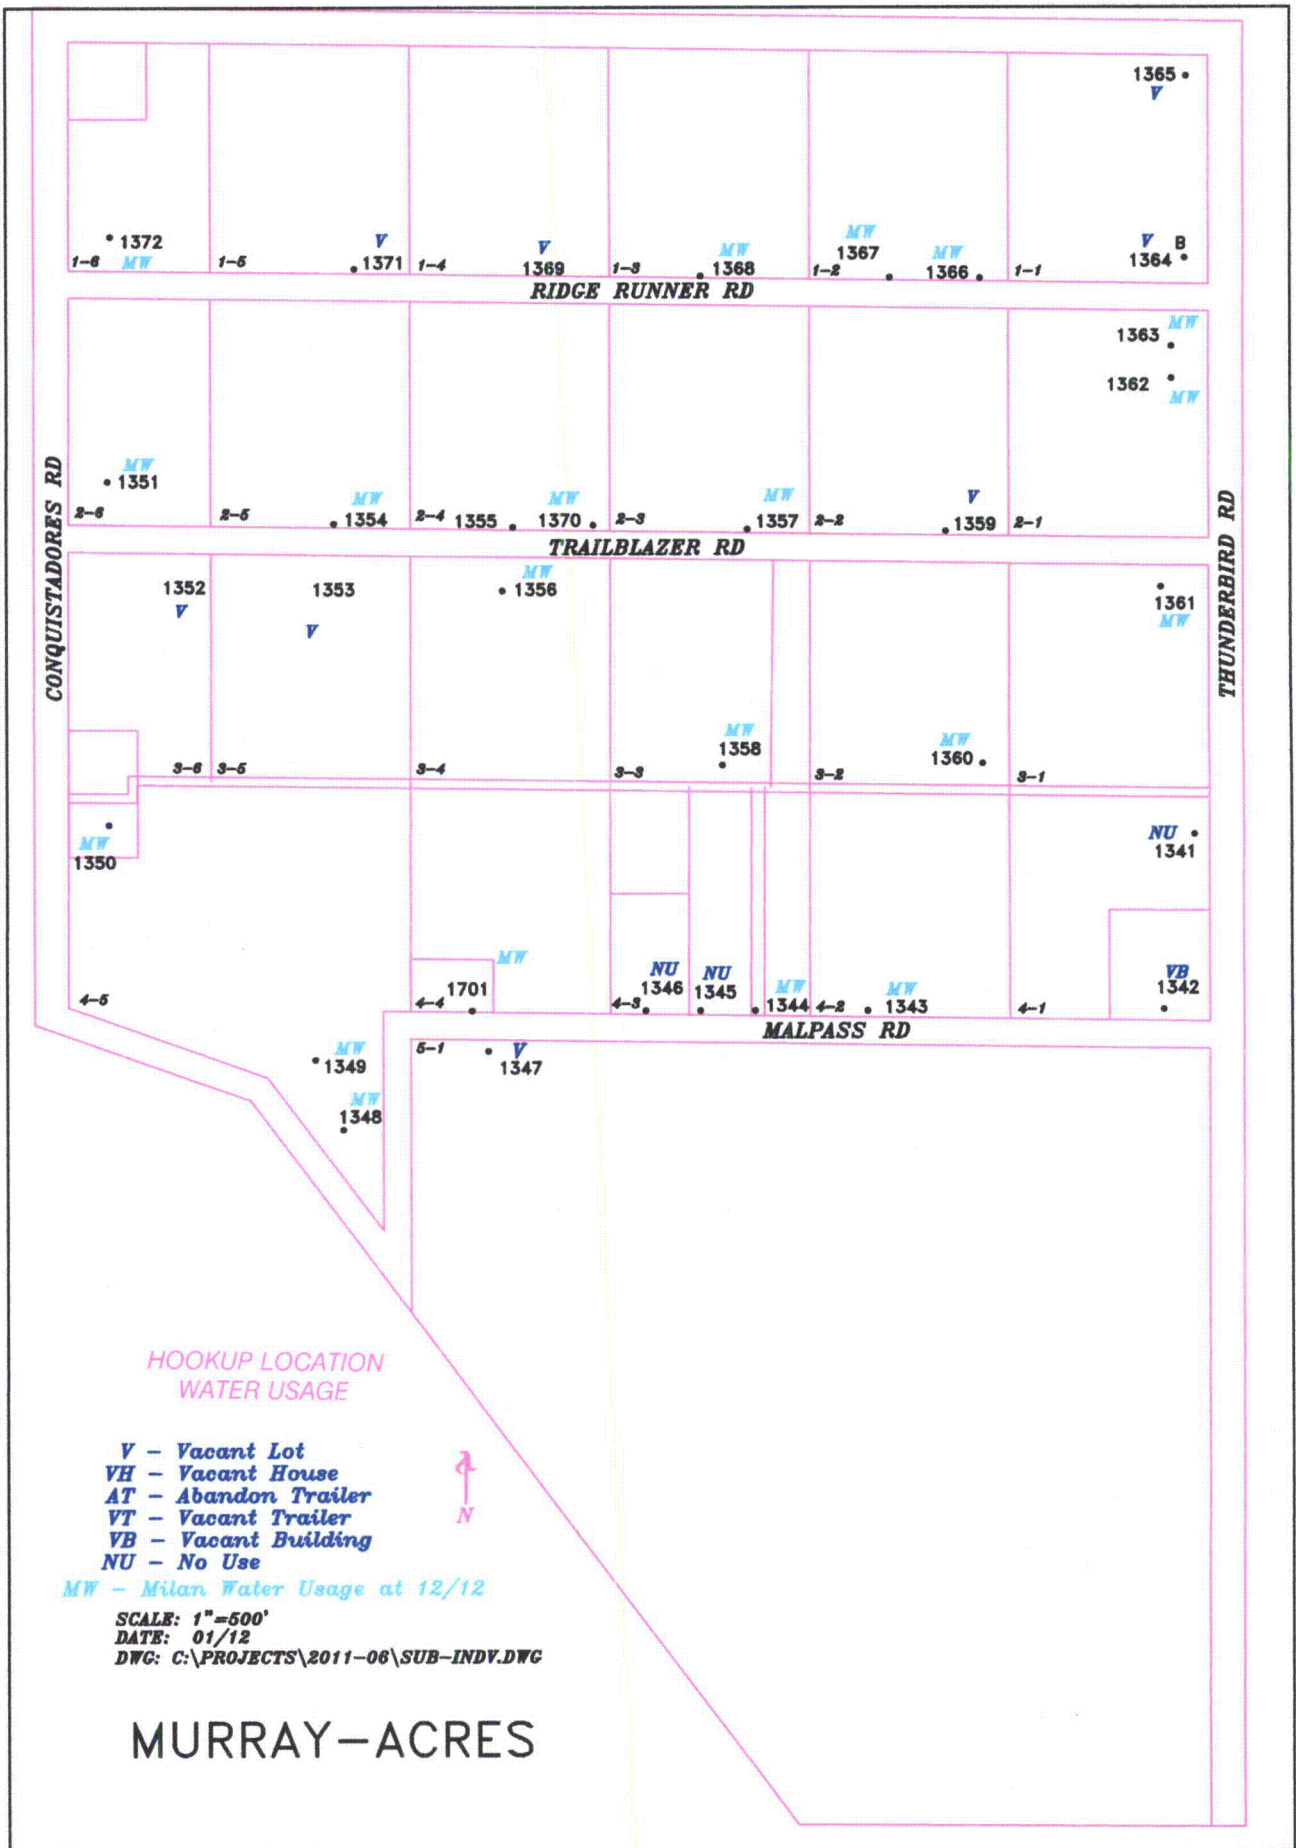 1365
V
1372
1-6 MW
1-5
V
1371
1-4
V
1369
1-3
MW
1368
MW
1367
1-2
MW
1366
1-1
V B
1364
RIDGE RUNNER RD
MW
1363
1362
MW
CONQUISTADORES RD
THUNDERBIRD RD
MW
1351
2-6
2-5
MW
1354
2-4
1355
MW
1370
2-3
MW
1357
2-2
V
1359
2-1
TRAILBLAZER RD
1352
V
1353
V
MW
1356
1361
MW
MW
1358
MW
1360
3-6
3-5
3-4
3-3
3-2
3-1
MW
1350
NU
1341
4-5
MW
1701
4-4
NU
1346
4-3
NU
1345
MW
1344
4-2
MW
1343
4-1
VB
1342
MALPASS RD
MW
1349
5-1
V
1347
MW
1348
HOOKUP LOCATION
WATER USAGE
V - Vacant Lot
VH - Vacant House
AT - Abandon Trailer
VT - Vacant Trailer
VB - Vacant Building
NU - No Use
MW - Milan Water Usage at 12/12
N
SCALE: 1"=500'
DATE: 01/12
DWG: C:\PROJECTS\2011-06\SUB-INDV.DWG
MURRAY-ACRES